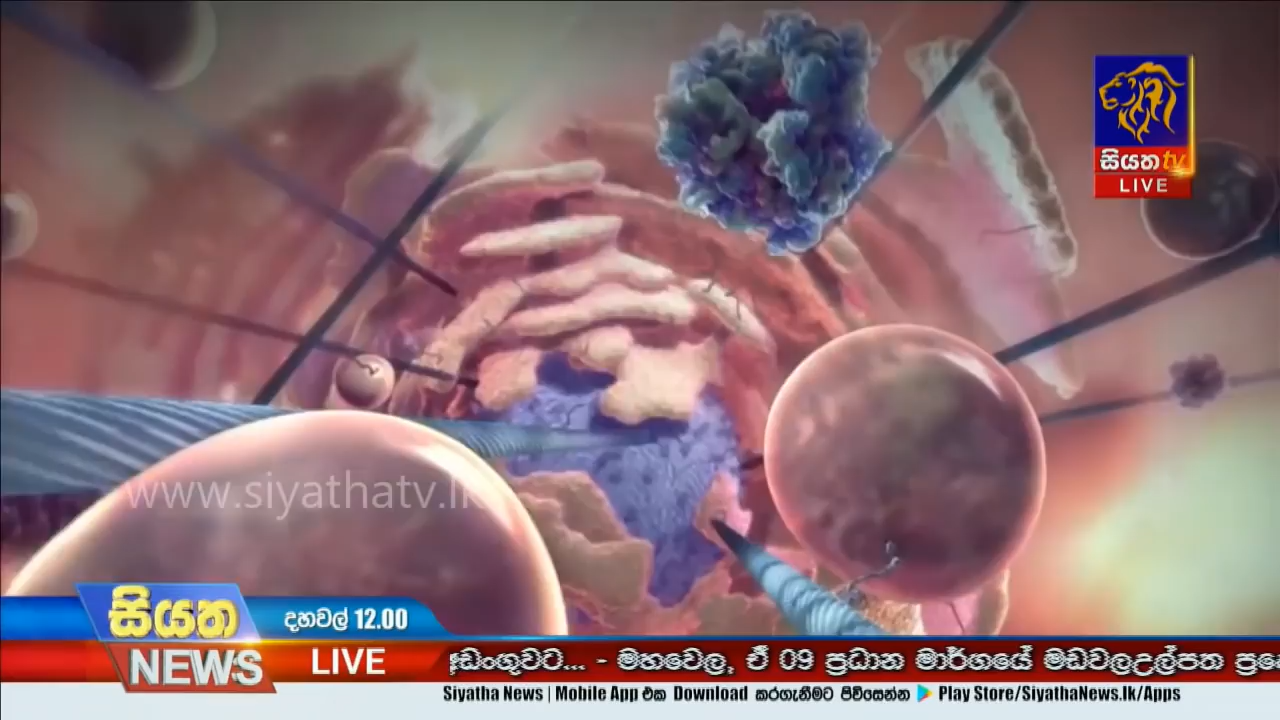 සියත tv
LIVE
www.siyathatv.lk
සියත
NEWS
දහවල් 12.00
LIVE
... - මහවෙල, ඒ 09 ප්‍රධාන මාර්ගයේ මඩවලඋල්පත
Siyatha News | Mobile App එක Download කරගැනීමට පිවිසෙන්න Play Store/SiyathaNews.lk/Apps